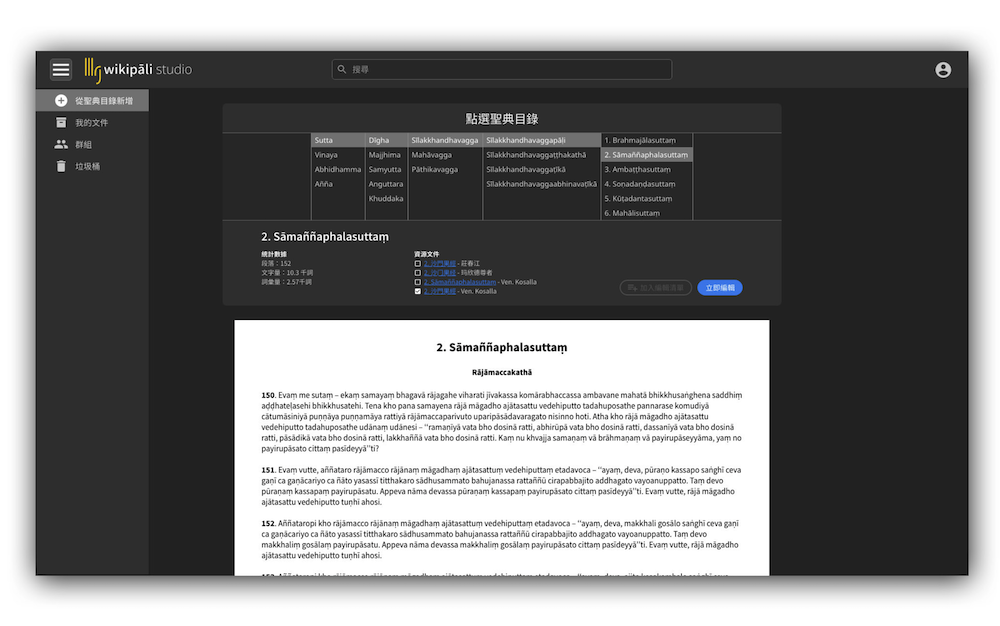 wikipāli studio
搜尋
從聖典目錄新增
我的文件
群組
垃圾桶
點選聖典目錄
Sutta
Vinaya
Abhidhamma
Añña
Dīgha
Majjhima
Samyutta
Anguttara
Khuddaka
Sīlakkhandhavagga
Mahāvagga
Pāthikavagga
Sīlakkhandhavaggapāḷi
Sīlakkhandhavaggaṭṭhakathā
Sīlakkhandhavaggaṭīkā
Sīlakkhandhavaggaabhinavaṭīkā
1. Brahmajālasuttaṃ
2. Sāmaññaphalasuttaṃ
3. Ambaṭṭhasuttaṃ
4. Soṇadaṇḍasuttaṃ
5. Kūṭadantasuttaṃ
6. Mahālisuttaṃ
2. Sāmaññaphalasuttaṃ
統計數據
段落：152
文字量：10.3 千詞
詞彙量：2.57千詞
資源文件
2. 沙門果經 - 莊春江
2. 沙门果经 - 玛欣德尊者
2. Sāmaññaphalasuttaṃ - Ven. Kosalla
2. 沙門果經 - Ven. Kosalla
加入編輯清單
立即編輯
2. Sāmaññaphalasuttaṃ
Rājāmaccakathā
150. Evaṃ me sutaṃ – ekaṃ samayaṃ bhagavā rājagahe viharati jīvakassa komārabhaccassa ambavane mahatā bhikkhusaṅghena saddhiṃ
aḍḍhateḷasehi bhikkhusatehi. Tena kho pana samayena rājā māgadho ajātasattu vedehiputto tadahuposathe pannarase komudiyā
cātumāsiniyā puṇṇāya puṇṇamāya rattiyā rājāmaccaparivuto uparipāsādavaragato nisinno hoti. Atha kho rājā māgadho ajātasattu
vedehiputto tadahuposathe udānaṃ udānesi – ''ramaṇīyā vata bho dosinā ratti, abhirūpā vata bho dosinā ratti, dassanīyā vata bho dosinā
ratti, pāsādikā vata bho dosinā ratti, lakkhaññā vata bho dosinā ratti. Kaṃ nu khvajja samaṇaṃ vā brāhmaṇaṃ vā payirupāseyyāma, yaṃ no
payirupāsato cittaṃ pasīdeyyā''ti?
151. Evaṃ vutte, aññataro rājāmacco rājānaṃ māgadhaṃ ajātasattuṃ vedehiputtaṃ etadavoca – ''ayaṃ, deva, pūraṇo kassapo saṅghī ceva
gaṇī ca gaṇācariyo ca ñāto yasassī titthakaro sādhusammato bahujanassa rattaññū cirapabbajito addhagato vayoanuppatto. Taṃ devo
pūraṇaṃ kassapaṃ payirupāsatu. Appeva nāma devassa pūraṇaṃ kassapaṃ payirupāsato cittaṃ pasīdeyyā''ti. Evaṃ vutte, rājā māgadho
ajātasattu vedehiputto tuṇhī ahosi.
152. Aññataropi kho rājāmacco rājānaṃ māgadhaṃ ajātasattuṃ vedehiputtaṃ etadavoca – ''ayaṃ, deva, makkhali gosālo saṅghī ceva gaṇī
ca gaṇācariyo ca ñāto yasassī titthakaro sādhusammato bahujanassa rattaññū cirapabbajito addhagato vayoanuppatto. Taṃ devo
makkhaliṃ gosālaṃ payirupāsatu. Appeva nāma devassa makkhaliṃ gosālaṃ payirupāsato cittaṃ pasīdeyyā''ti. Evaṃ vutte, rājā māgadho
ajātasattu vedehiputto tuṇhī ahosi.